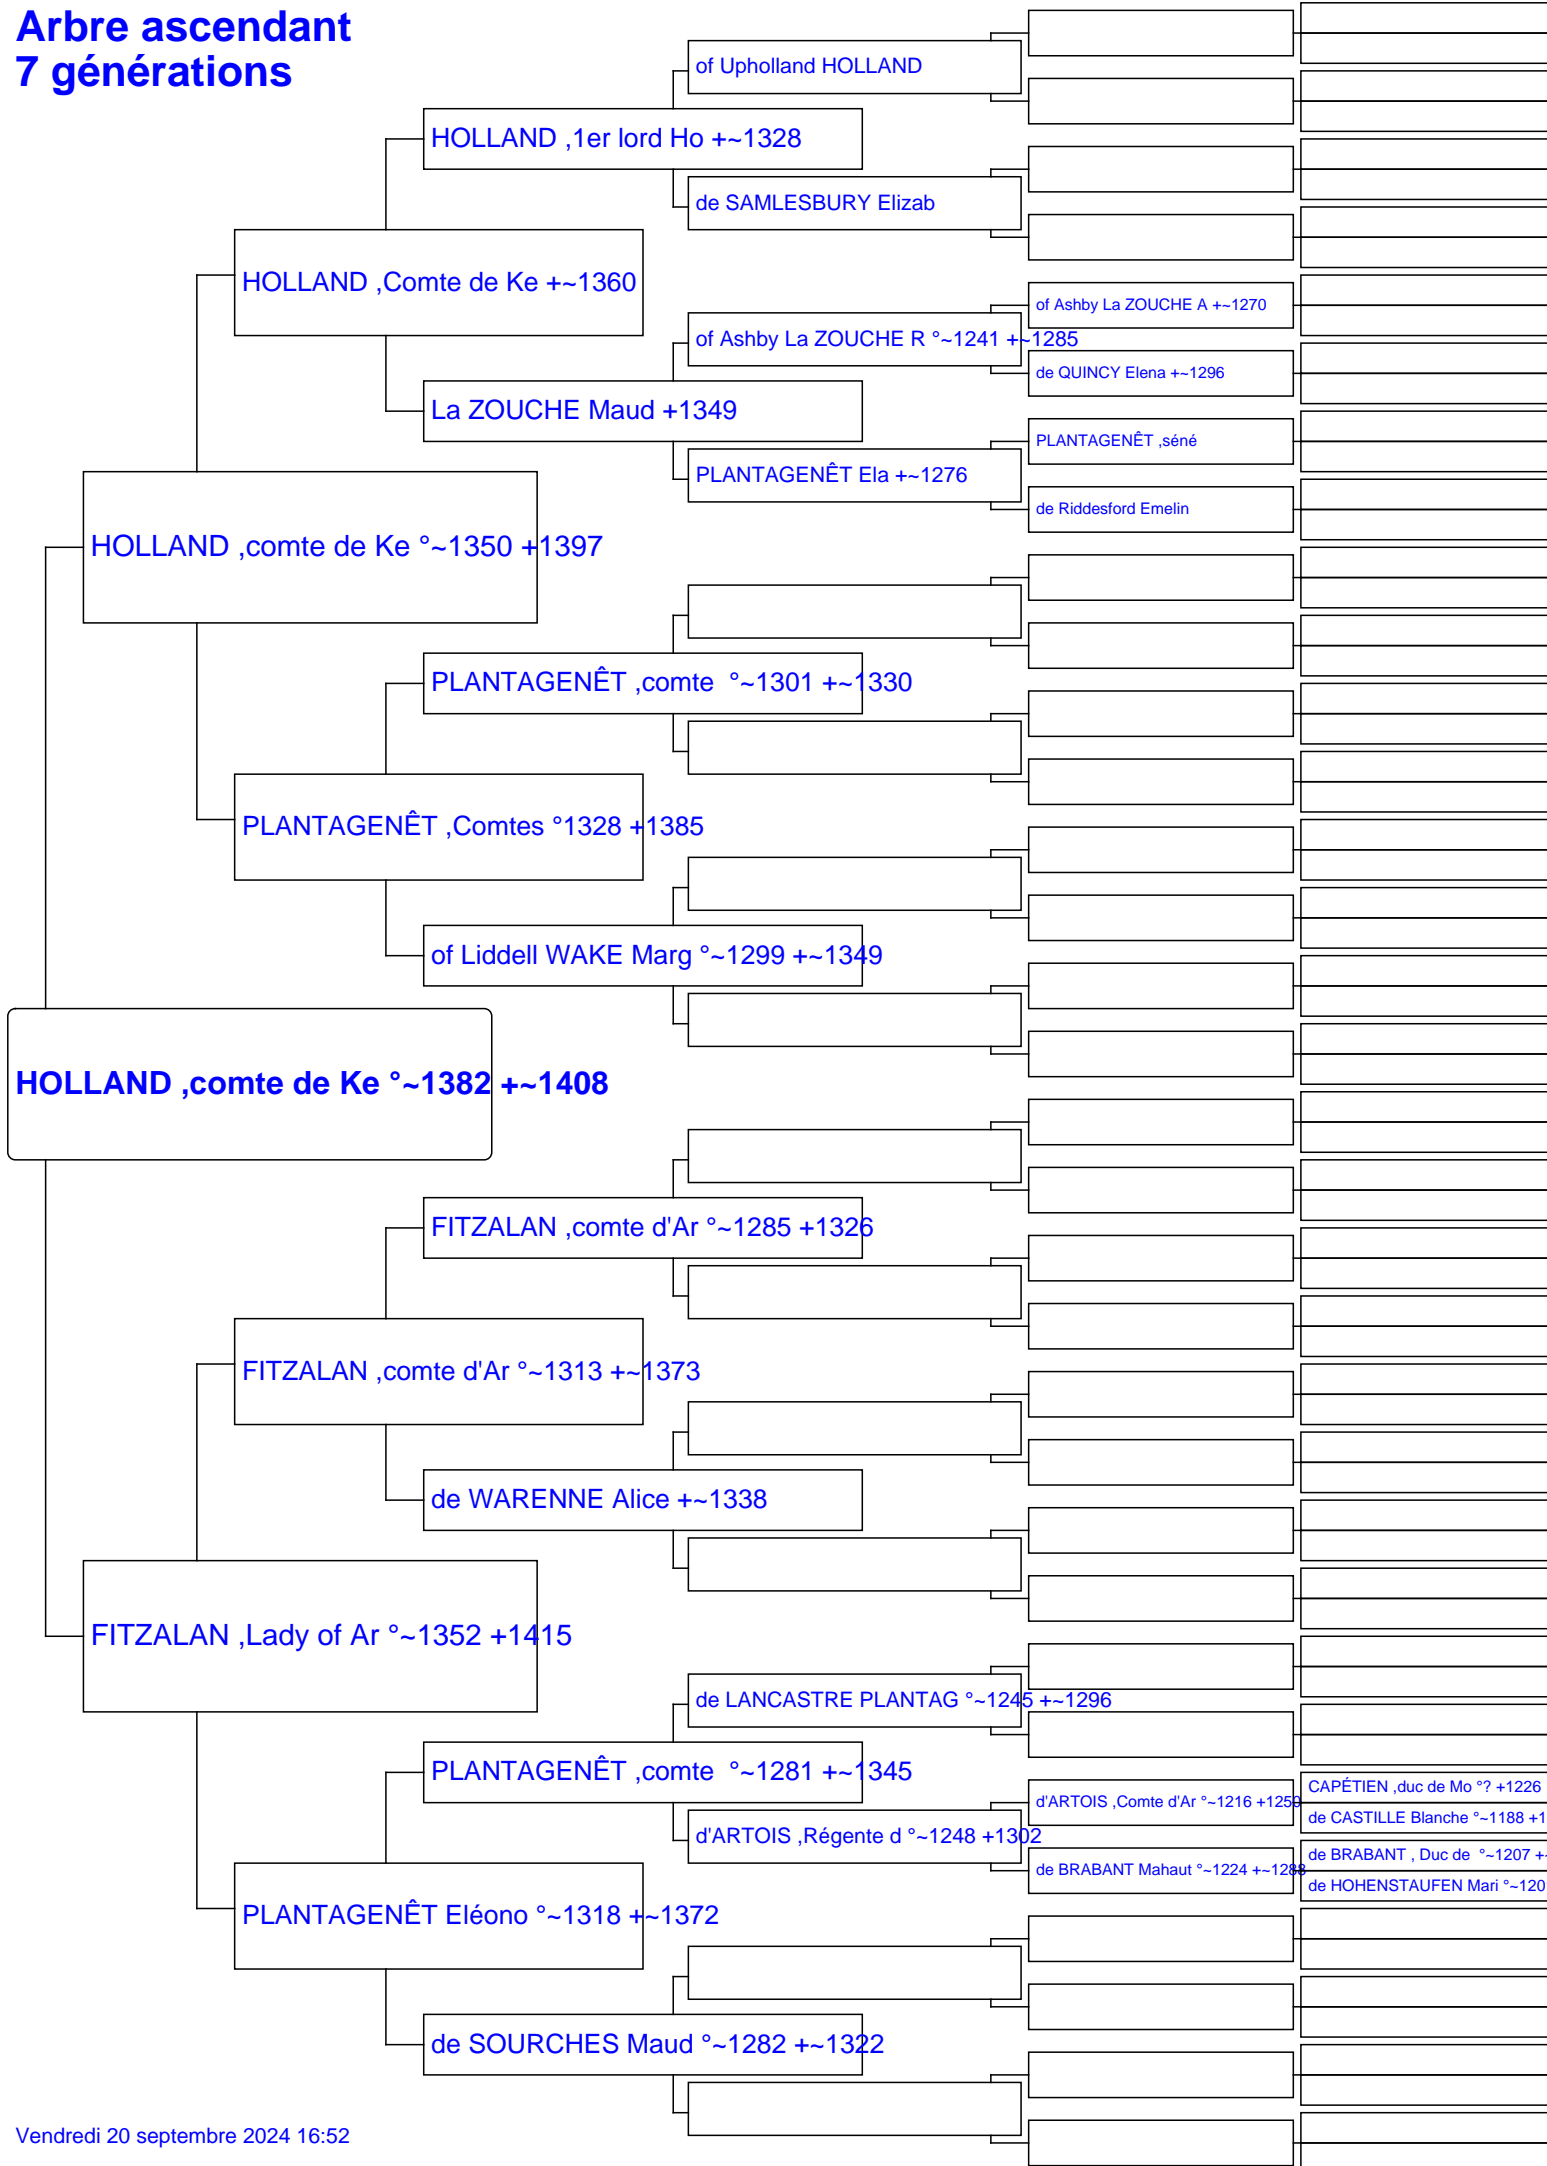 Arbre ascendant
7 générations
of Upholland HOLLAND
HOLLAND ,1er lord Ho +~1328
de SAMLESBURY Elizab
HOLLAND ,Comte de Ke +~1360
of Ashby La ZOUCHE A +~1270
of Ashby La ZOUCHE R °~1241 +~1285
de QUINCY Elena +~1296
La ZOUCHE Maud +1349
PLANTAGENÊT ,séné
PLANTAGENÊT Ela +~1276
de Riddesford Emelin
HOLLAND ,comte de Ke °~1350 +1397
PLANTAGENÊT ,comte  °~1301 +~1330
PLANTAGENÊT ,Comtes °1328 +1385
of Liddell WAKE Marg °~1299 +~1349
HOLLAND ,comte de Ke °~1382 +~1408
FITZALAN ,comte d'Ar °~1285 +1326
FITZALAN ,comte d'Ar °~1313 +~1373
de WARENNE Alice +~1338
FITZALAN ,Lady of Ar °~1352 +1415
de LANCASTRE PLANTAG °~1245 +~1296
PLANTAGENÊT ,comte  °~1281 +~1345
CAPÉTIEN ,duc de Mo °? +1226
d'ARTOIS ,Comte d'Ar °~1216 +1250
de CASTILLE Blanche °~1188 +1
d'ARTOIS ,Régente d °~1248 +1302
de BRABANT , Duc de  °~1207 +~
de BRABANT Mahaut °~1224 +~1288
de HOHENSTAUFEN Mari °~120
PLANTAGENÊT Eléono °~1318 +~1372
de SOURCHES Maud °~1282 +~1322
Vendredi 20 septembre 2024 16:52